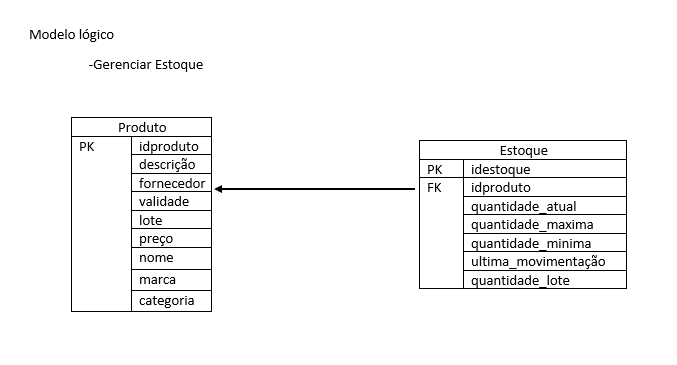 Modelo lógico
-Gerenciar Estoque
Produto
PK idproduto
descrição
fornecedor
validade
lote
preço
nome
marca
categoria
Estoque
PK idestoque
FK idproduto
quantidade_atual
quantidade_maxima
quantidade_minima
ultima_movimentação
quantidade_lote